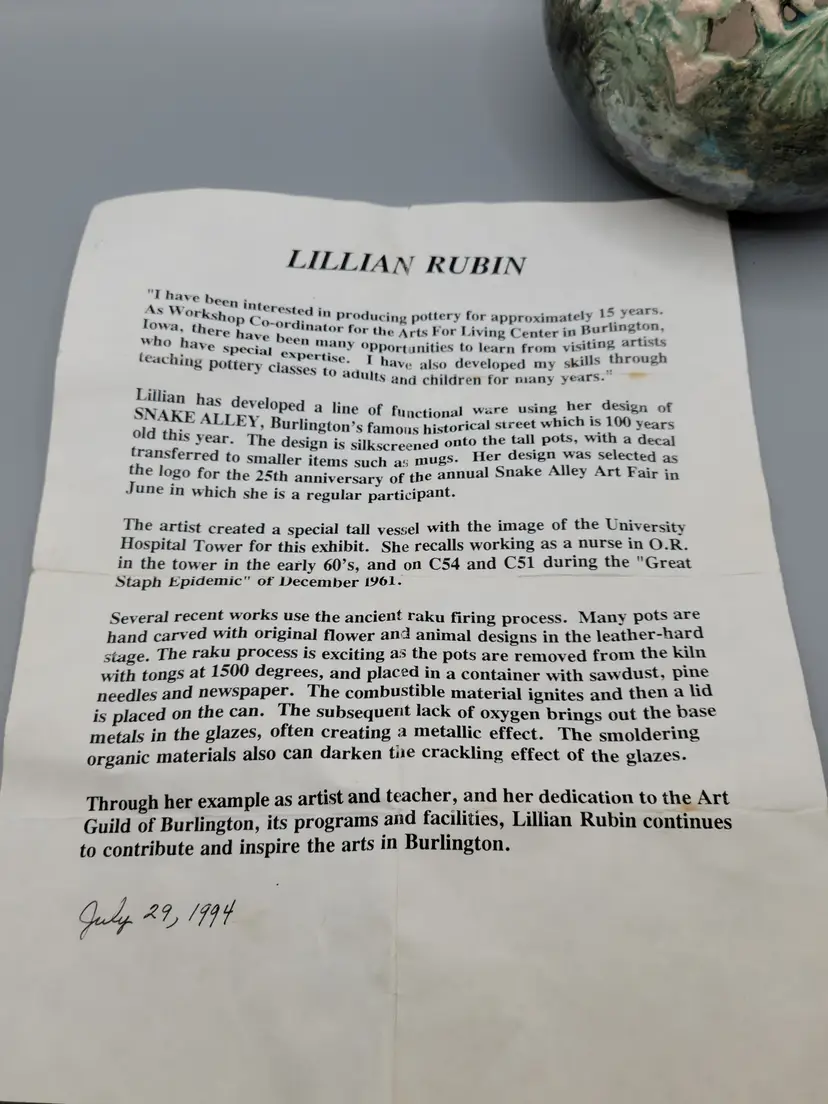 LILLIAN RUBIN
"I have been interested in producing pottery for approximately 15 years.
As Workshop Co-ordinator for the Arts For Living Center in Burlington,
Iowa, there have been many opportunities to learn from visiting artists
who have special expertise. I have also developed my skills through
teaching pottery classes to adults and children for many years."
Lillian has developed a line of functional ware using her design of
SNAKE ALLEY, Burlington's famous historical street which is 100 years
old this year. The design is silkscreened onto the tall pots, with a decal
transferred to smaller items such as mugs. Her design was selected as
the logo for the 25th anniversary of the annual Snake Alley Art Fair in
June in which she is a regular participant.
The artist created a special tall vessel with the image of the University
Hospital Tower for this exhibit. She recalls working as a nurse in O.R.
in the tower in the early 60's, and on C54 and C51 during the "Great
Staph Epidemic" of December 1961.
Several recent works use the ancient raku firing process. Many pots are
hand carved with original flower and animal designs in the leather-hard
stage. The raku process is exciting as the pots are removed from the kiln
with tongs at 1500 degrees, and placed in a container with sawdust, pine
needles and newspaper. The combustible material ignites and then a lid
is placed on the can. The subsequent lack of oxygen brings out the base
metals in the glazes, often creating a metallic effect. The smoldering
organic materials also can darken the crackling effect of the glazes.
Through her example as artist and teacher, and her dedication to the Art
Guild of Burlington, its programs and facilities, Lillian Rubin continues
to contribute and inspire the arts in Burlington.
July 29, 1994